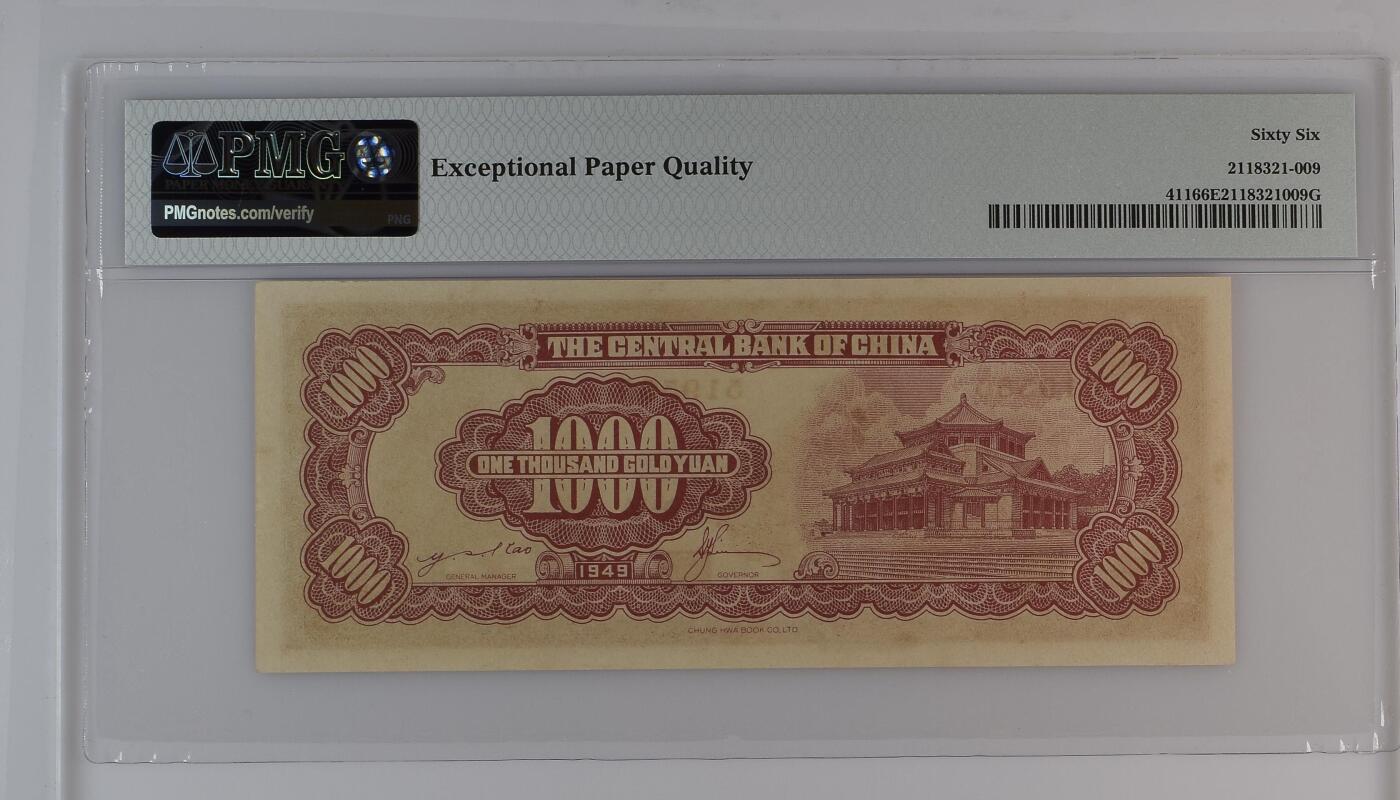 PMG
PMGnotes.com/verify
PNG
Exceptional Paper Quality
Sixty Six
2118321-009
41166E2118321009G
THE CENTRAL BANK OF CHINA
1000
1000
1000
ONE THOUSAND GOLD YUAN
1000
1000
GENERAL MANAGER
1949
GOVERNOR
CHUNG HWA BOOK CO., LTD.